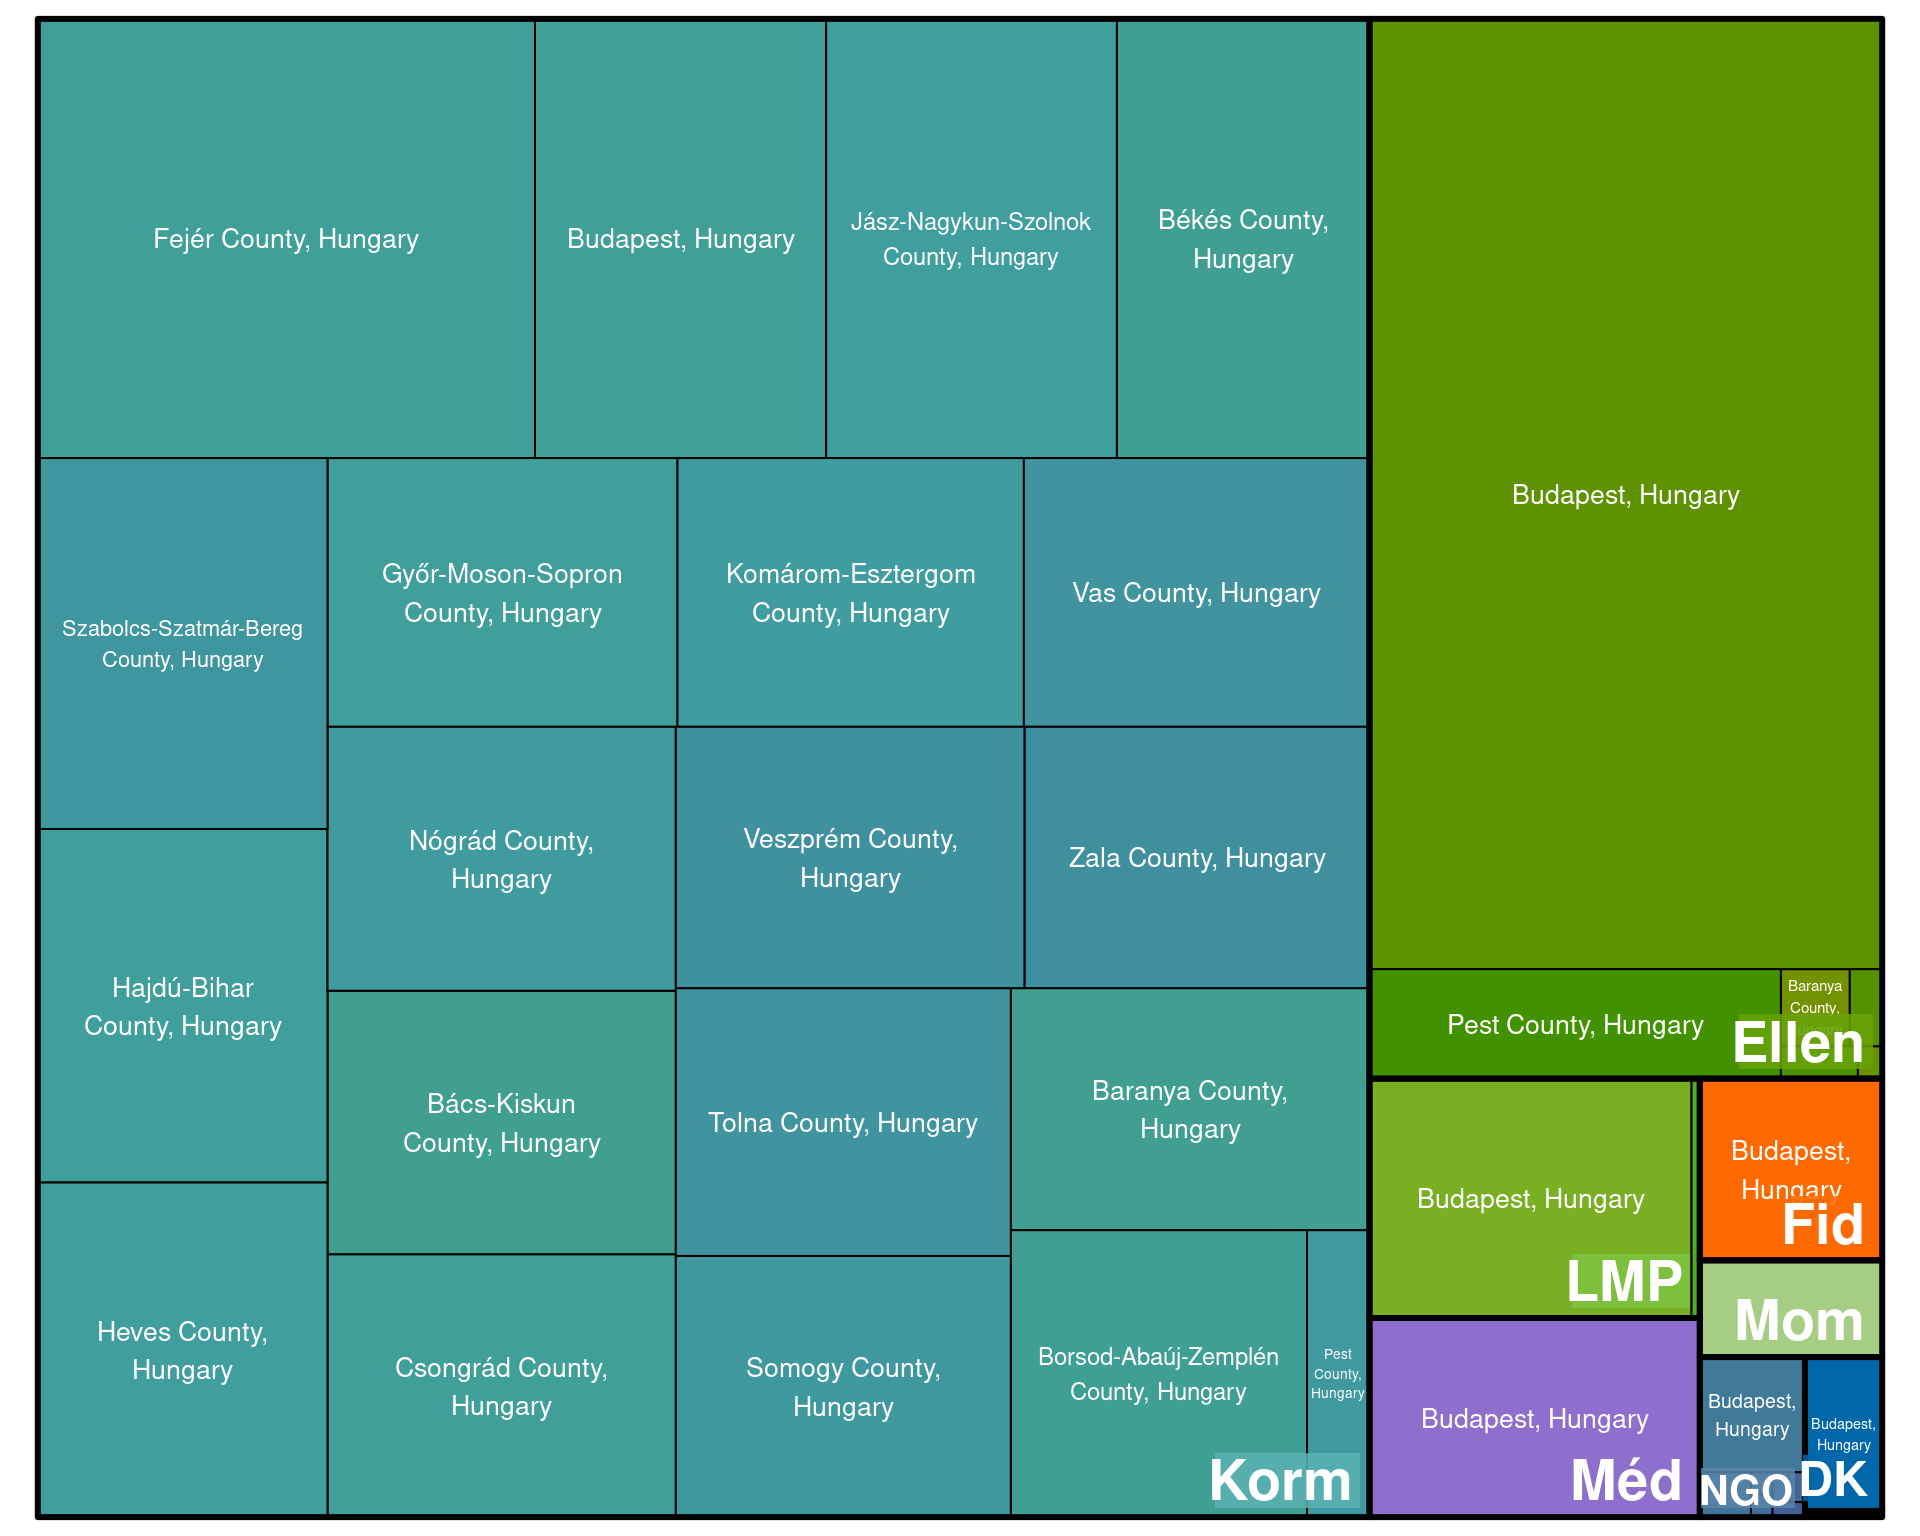 Fejér County, Hungary
Budapest, Hungary
Jász-Nagykun-Szolnok
County, Hungary
Békés County,
Hungary
Szabolcs-Szatmár-Bereg
County, Hungary
Győr-Moson-Sopron
County, Hungary
Komárom-Esztergom
County, Hungary
Vas County, Hungary
Hajdú-Bihar
County, Hungary
Nógrád County,
Hungary
Veszprém County,
Hungary
Zala County, Hungary
Heves County,
Hungary
Bács-Kiskun
County, Hungary
Csongrád County,
Hungary
Tolna County, Hungary
Somogy County,
Hungary
Baranya County,
Hungary
Borsod-Abaúj-Zemplén
County, Hungary
Pest
County,
Hungary
Korm
Budapest, Hungary
Pest County, Hungary
Baranya
County,
Ellen
Budapest, Hungary
LMP
Budapest, Hungary
Méd
Budapest,
Hungary
Fid
Mom
Budapest,
Hungary
NGO
Budapest,
Hungary
DK